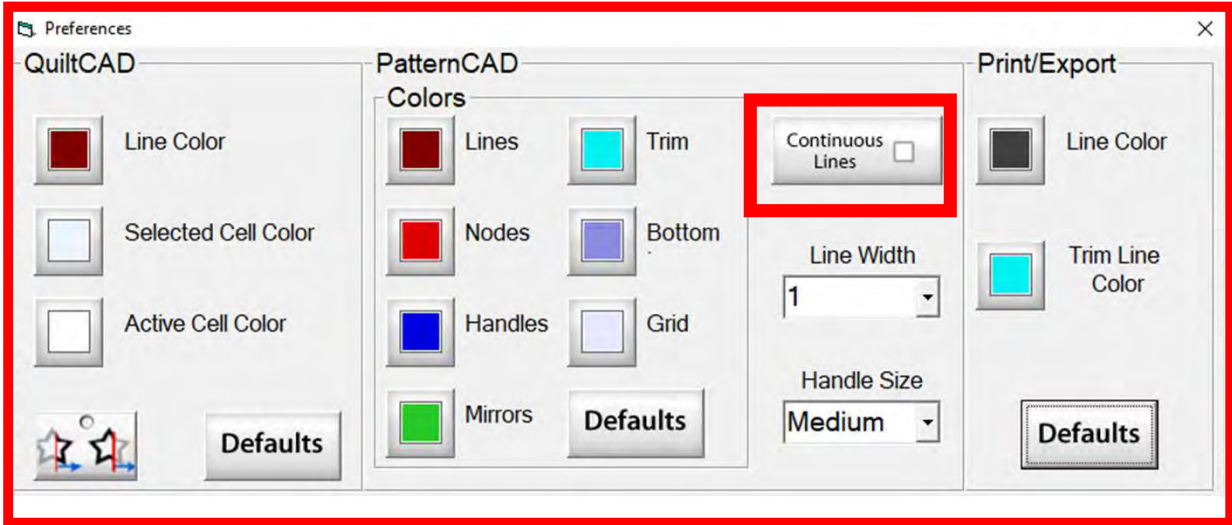 Preferences
QuiltCAD
Line Color
Selected Cell Color
Active Cell Color
Defaults
PatternCAD
Colors
Lines
Trim
Nodes
Bottom
Handles
Grid
Mirrors
Defaults
Continuous
Lines
Line Width
1
Handle Size
Medium
Print/Export
Line Color
Trim Line
Color
Defaults